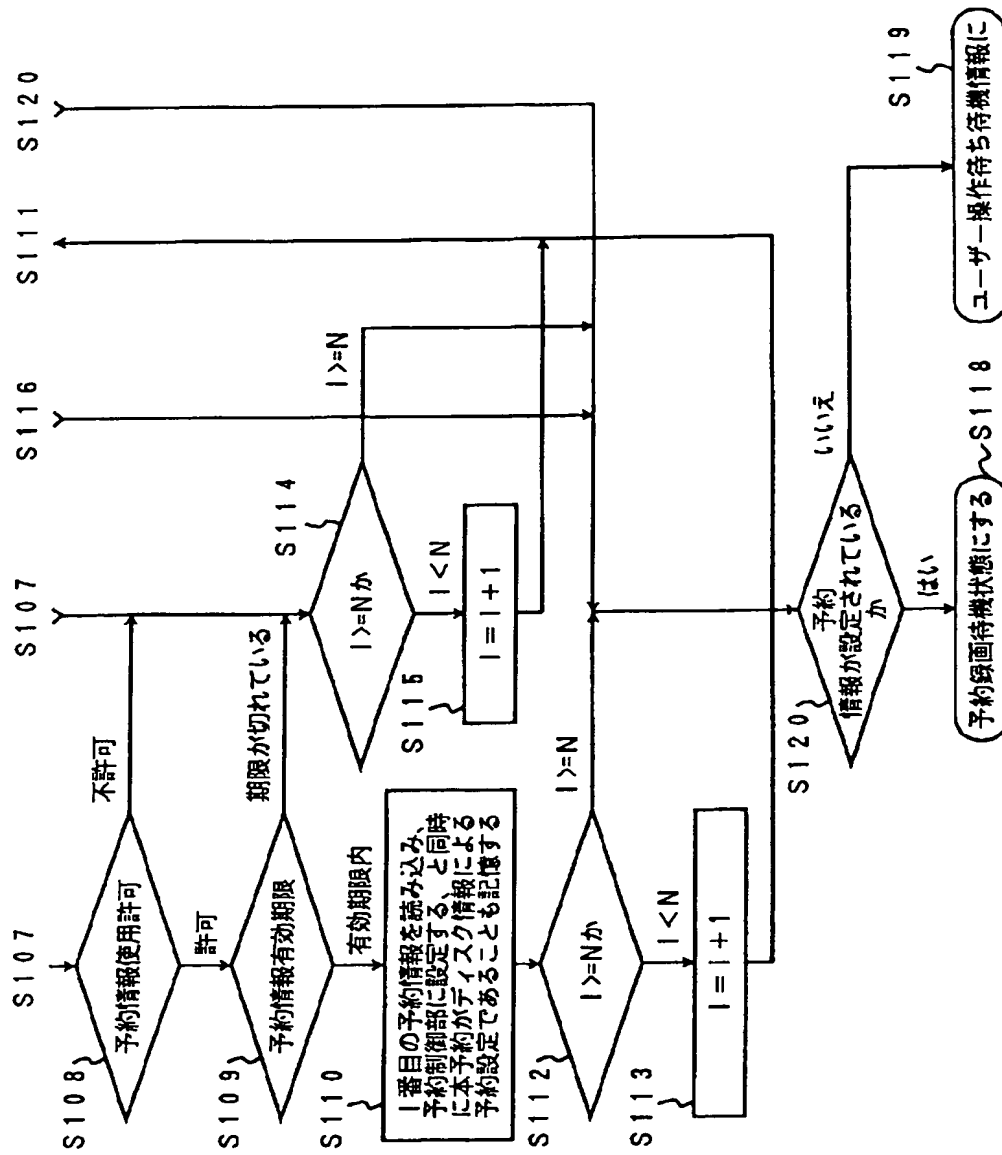 S107
S107
S116
S111
S120
S108
予約情報使用許可
不許可
許可
S109
予約情報有効期限
期限が切れている
有効期限内
S110
I番目の予約情報を読み込み、
予約制御部に設定する、と同時
に本予約がディスク情報による
予約設定であることも記憶する
S114
I>=Nか
I>=N
I<N
S115
I=I+1
S112
I>=Nか
I>=N
I<N
S113
I=I+1
S120
予約
情報が設定されている
か
いいえ
はい
予約録画待機状態にする
S118
S119
ユーザー操作待ち待機情報に